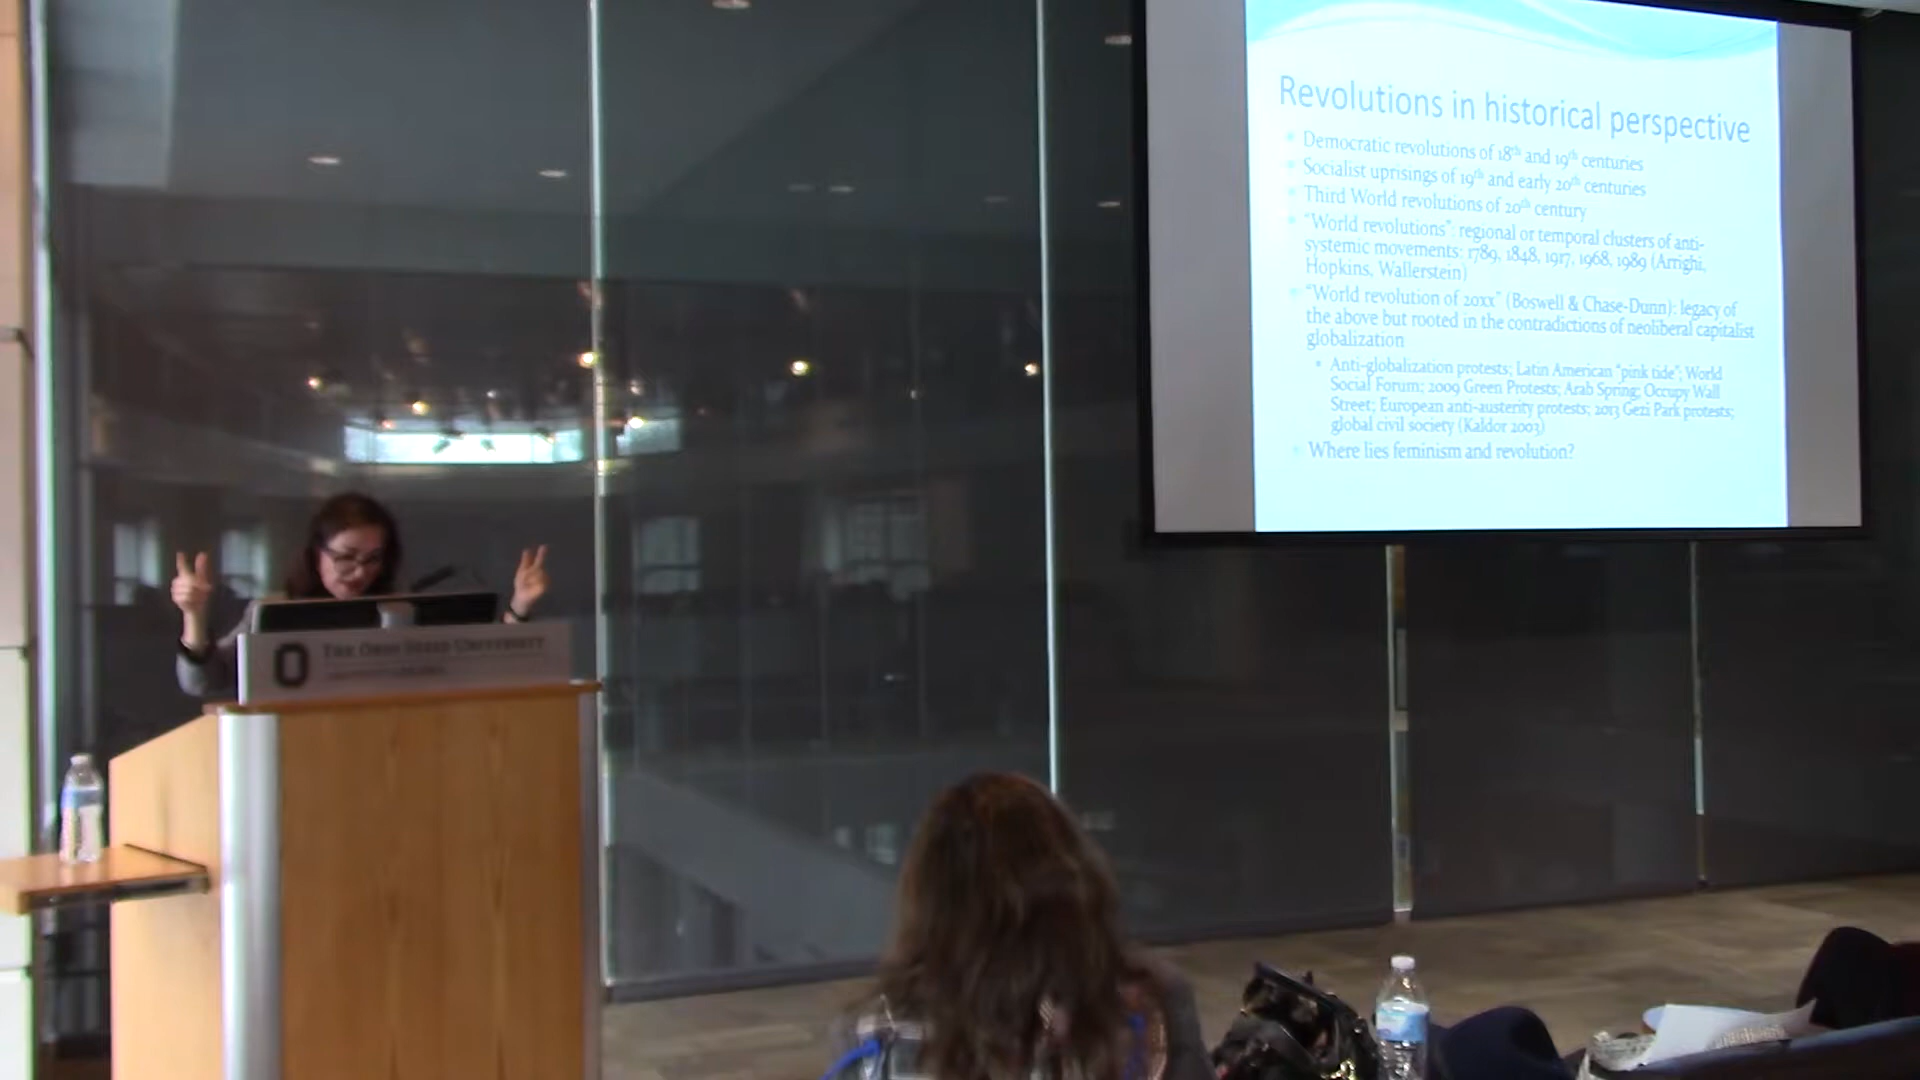 Revolutions in historical perspective
Democratic revolutions of 18th and 19th centuries
Socialist uprisings of 19th and early 20th centuries
Third World revolutions of 20th century
“World revolutions”: regional or temporal clusters of anti-
systemic movements: 1789, 1848, 1917, 1968, 1989 (Arrighi,
Hopkins, Wallerstein)
“World revolution of 20xx” (Boswell & Chase-Dunn): legacy of
the above but rooted in the contradictions of neoliberal capitalist
globalization
Anti-globalization protests; Latin American “pink tide”; World
Social Forum; 2009 Green Protests; Arab Spring; Occupy Wall
Street; European anti-austerity protests; 2013 Gezi Park protests;
global civil society (Kaldor 2003)
Where lies feminism and revolution?
O The Ohio State University